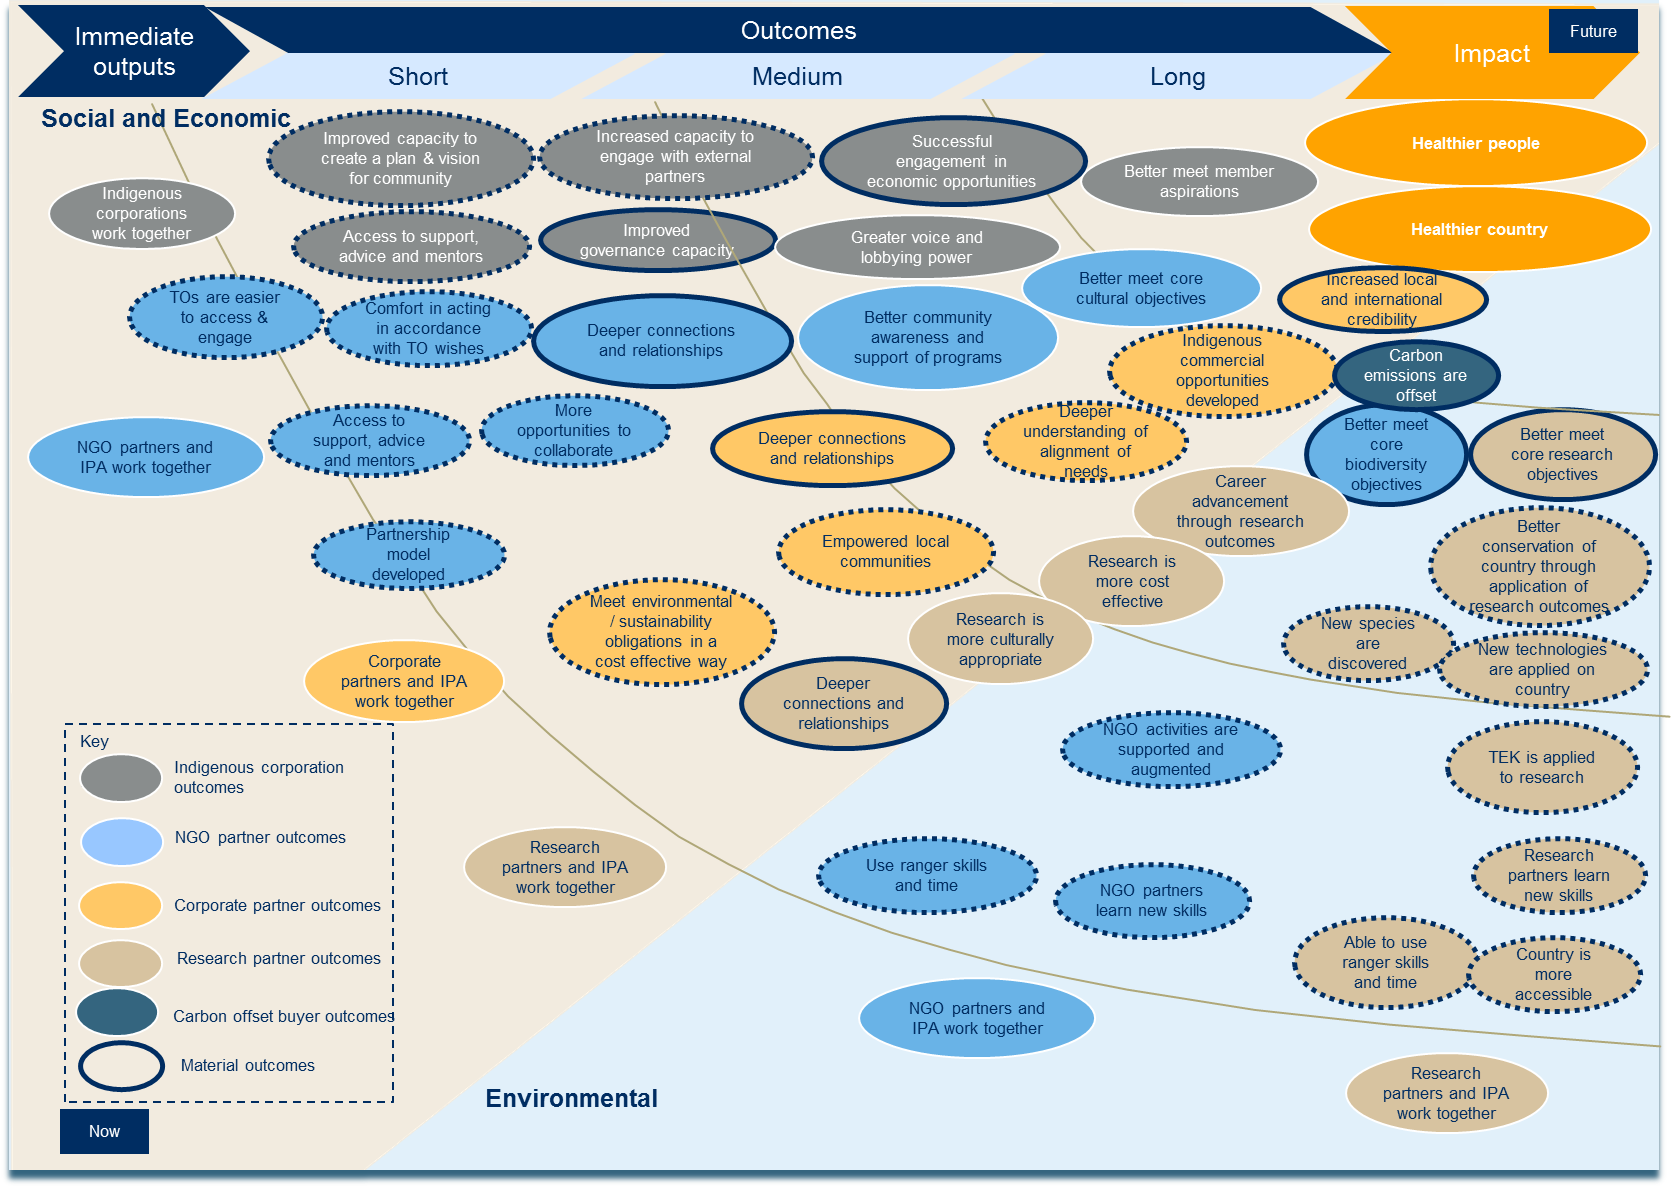 Immediate
outputs
Outcomes
Short
Medium
Long
Impact
Future
Social and Economic
Improved capacity to
create a plan & vision
for community
Increased capacity to
engage with external
partners
Successful
engagement in
economic opportunities
Better meet member
aspirations
Healthier people
Healthier country
Indigenous
corporations
work together
Access to support,
advice and mentors
Improved
governance capacity
Greater voice and
lobbying power
Better meet core
cultural objectives
Increased local
and international
credibility
TOs are easier
to access &
engage
Comfort in acting
in accordance
with TO wishes
Deeper connections
and relationships
Better community
awareness and
support of programs
Indigenous
commercial
opportunities
developed
Carbon
emissions are
offset
NGO partners and
IPA work together
Access to
support, advice
and mentors
More
opportunities to
collaborate
Deeper connections
and relationships
Deeper
understanding of
alignment of
needs
Better meet
core
biodiversity
objectives
Better meet
core research
objectives
Career
advancement
through research
outcomes
Partnership
model
developed
Empowered local
communities
Research is
more cost
effective
Better
conservation of
country through
application of
research outcomes
Meet environmental
/ sustainability
obligations in a
cost effective way
Research is
more culturally
appropriate
New species
are
discovered
New technologies
are applied on
country
Corporate
partners and IPA
work together
Deeper
connections and
relationships
NGO activities are
supported and
augmented
TEK is applied
to research
Key
Indigenous corporation
outcomes
NGO partner outcomes
Corporate partner outcomes
Research partner outcomes
Carbon offset buyer outcomes
Material outcomes
Research
partners and IPA
work together
Use ranger skills
and time
NGO partners
learn new skills
Research
partners learn
new skills
Able to use
ranger skills
and time
Country is
more
accessible
NGO partners and
IPA work together
Research
partners and IPA
work together
Environmental
Now